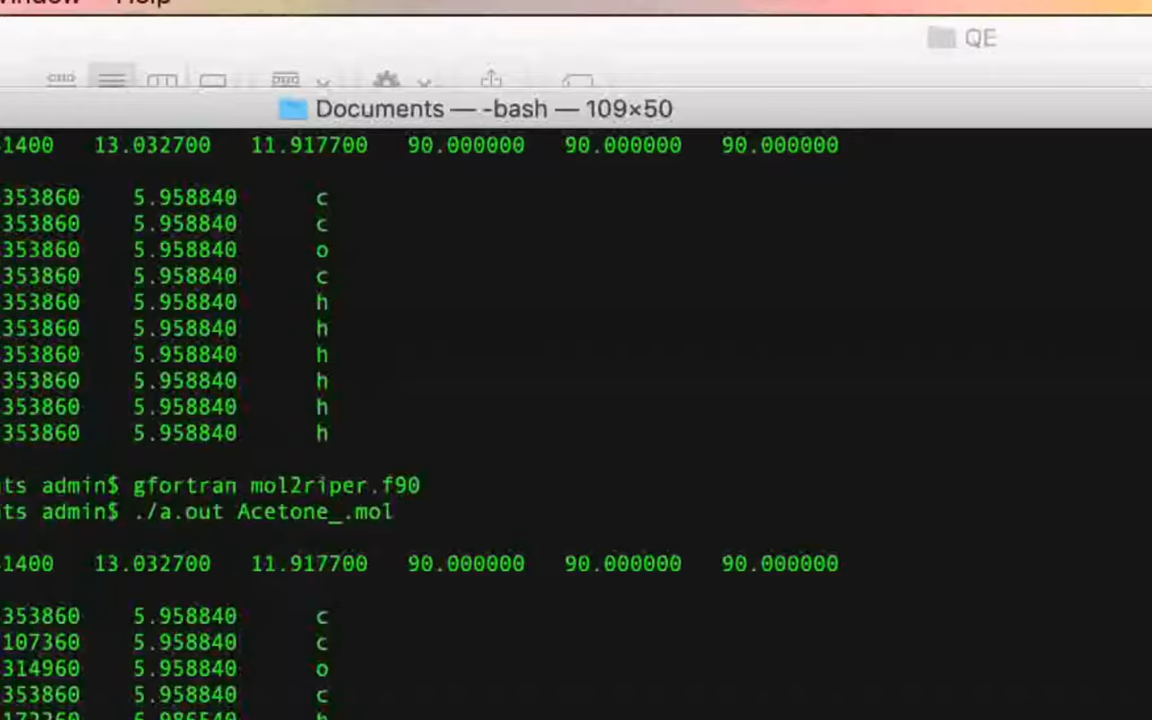 Window Help
QE
Documents — -bash — 109×50
1400 13.032700 11.917700 90.000000 90.000000 90.000000
353860 5.958840 c
353860 5.958840 c
353860 5.958840 o
353860 5.958840 c
353860 5.958840 h
353860 5.958840 h
353860 5.958840 h
353860 5.958840 h
353860 5.958840 h
353860 5.958840 h
ts admin$ gfortran mol2riper.f90
ts admin$ ./a.out Acetone_.mol
1400 13.032700 11.917700 90.000000 90.000000 90.000000
353860 5.958840 c
107360 5.958840 c
314960 5.958840 o
353860 5.958840 c
172260 6.986540 h